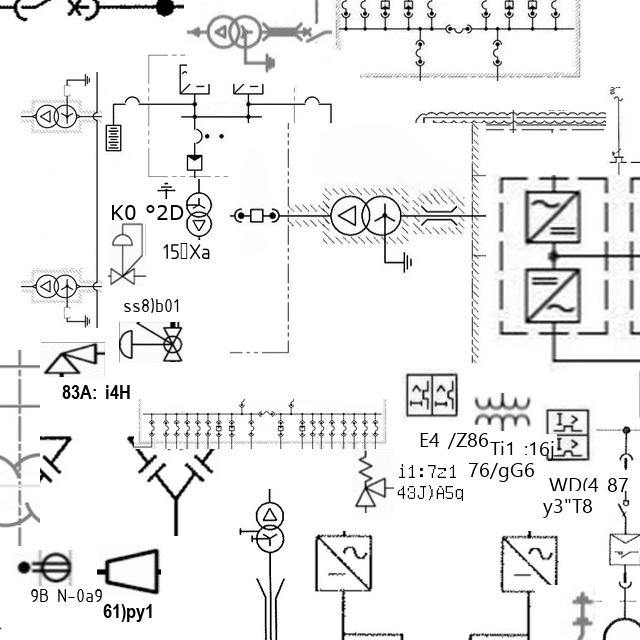 K0 °2D
15▯Xa
ss8)b01
83A: i4H
E4 /Z86
Ti1 :16j
i1:7z1 76/gG6
43J)A5q
WD(4 87
y3"T8
9B N-0a9
61)py1